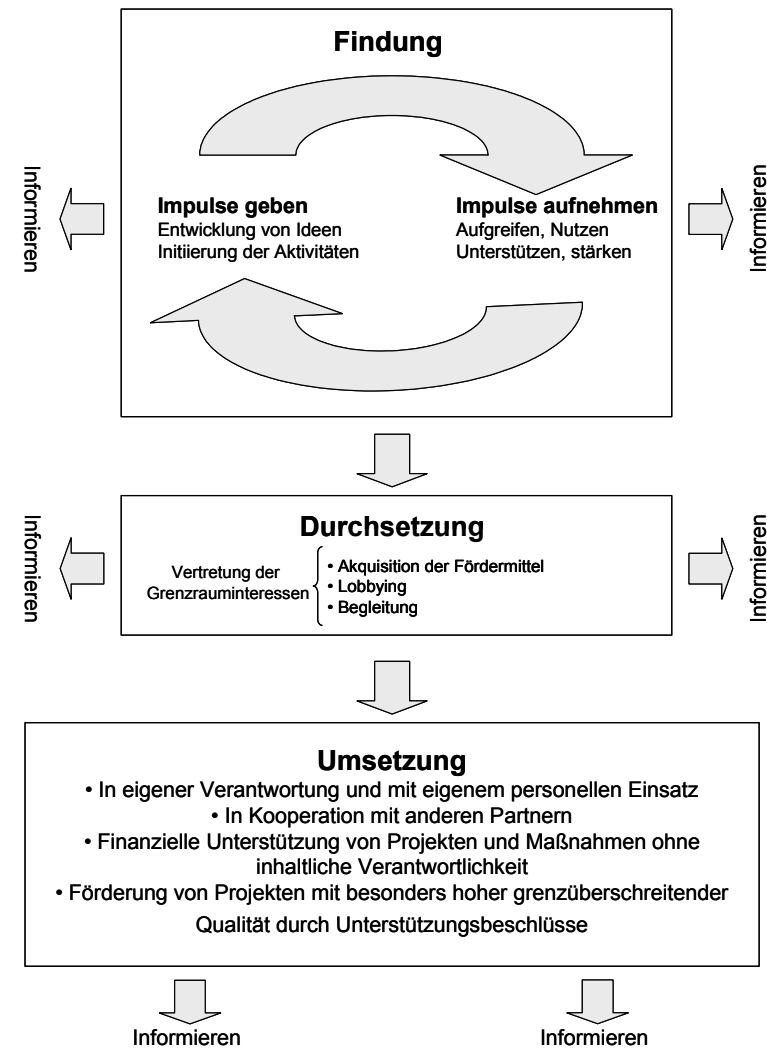 Findung
Impulse geben
Entwicklung von Ideen
Initiierung der Aktivitäten
Impulse aufnehmen
Aufgreifen, Nutzen
Unterstützen, stärken
Informieren
Informieren
Durchsetzung
Vertretung der
Grenzrauminteressen
• Akquisition der Fördermittel
• Lobbying
• Begleitung
Informieren
Informieren
Umsetzung
• In eigener Verantwortung und mit eigenem personellen Einsatz
• In Kooperation mit anderen Partnern
• Finanzielle Unterstützung von Projekten und Maßnahmen ohne
inhaltliche Verantwortlichkeit
• Förderung von Projekten mit besonders hoher grenzüberschreitender
Qualität durch Unterstützungsbeschlüsse
Informieren
Informieren